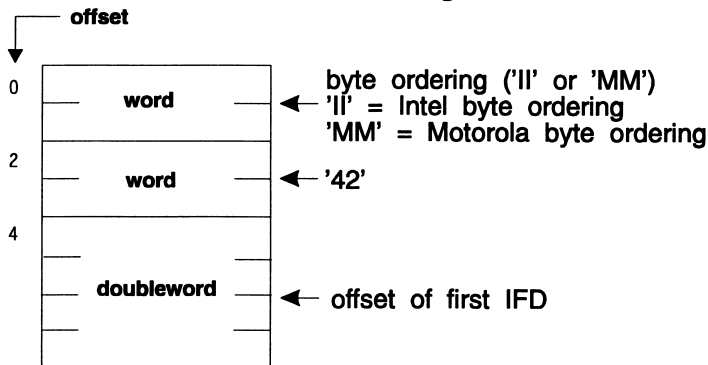 offset
0
word
byte ordering ('II' or 'MM')
'II' = Intel byte ordering
'MM' = Motorola byte ordering
2
word
'42'
4
doubleword
offset of first IFD